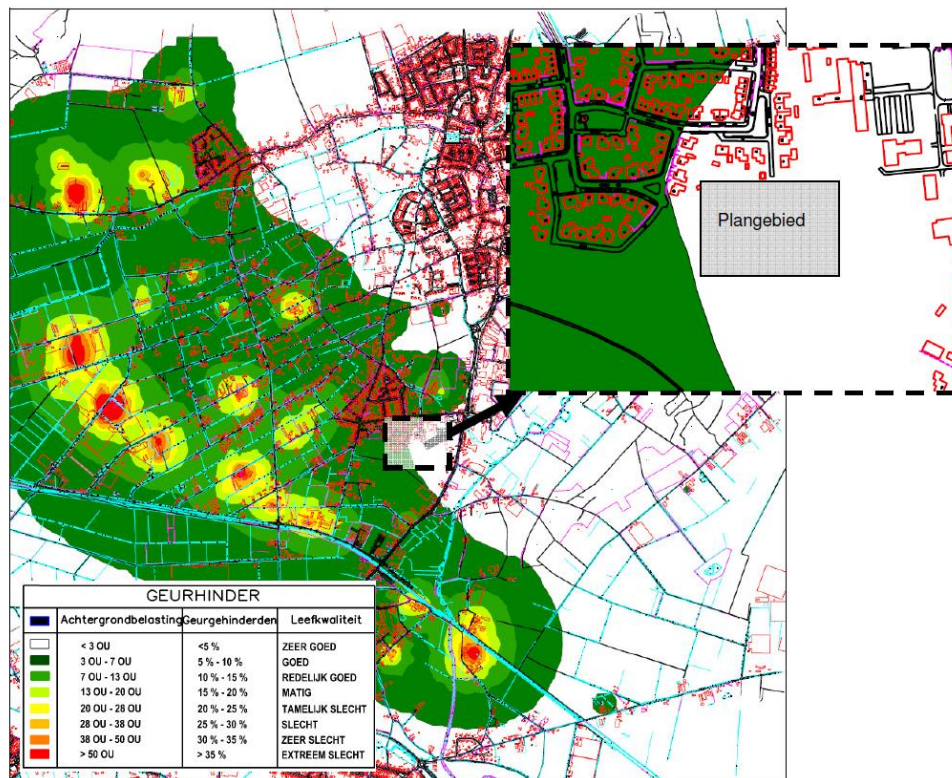 Plangebied
GEURHINDER
Achtergrondbelasting Geurgehinderden Leefkwaliteit
< 3 OU <5 % ZEER GOED
3 OU - 7 OU 5 % - 10 % GOED
7 OU - 13 OU 10 % - 15 % REDELIJK GOED
13 OU - 20 OU 15 % - 20 % MATIG
20 OU - 28 OU 20 % - 25 % TAMELIJK SLECHT
28 OU - 38 OU 25 % - 30 % SLECHT
38 OU - 50 OU 30 % - 35 % ZEER SLECHT
> 50 OU > 35 % EXTREEM SLECHT